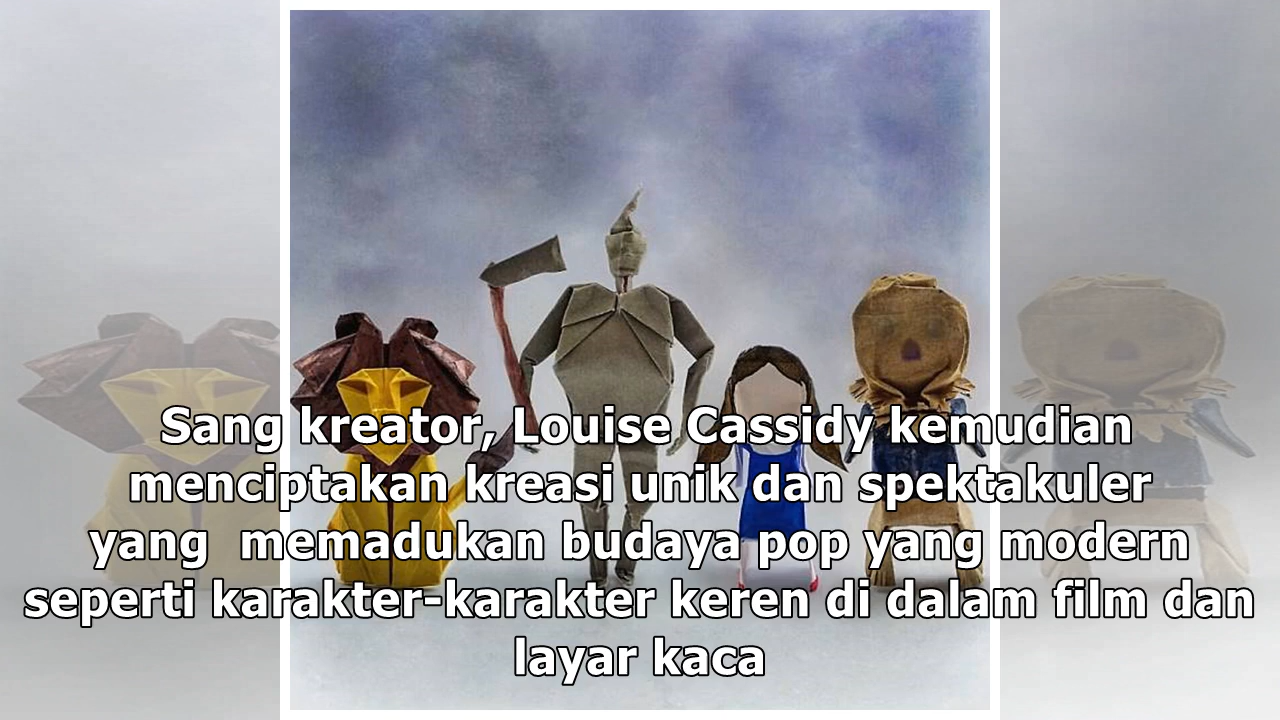 Sang kreator, Louise Cassidy kemudian
menciptakan kreasi unik dan spektakuler
yang  memadukan budaya pop yang modern
seperti karakter-karakter keren di dalam film dan
layar kaca